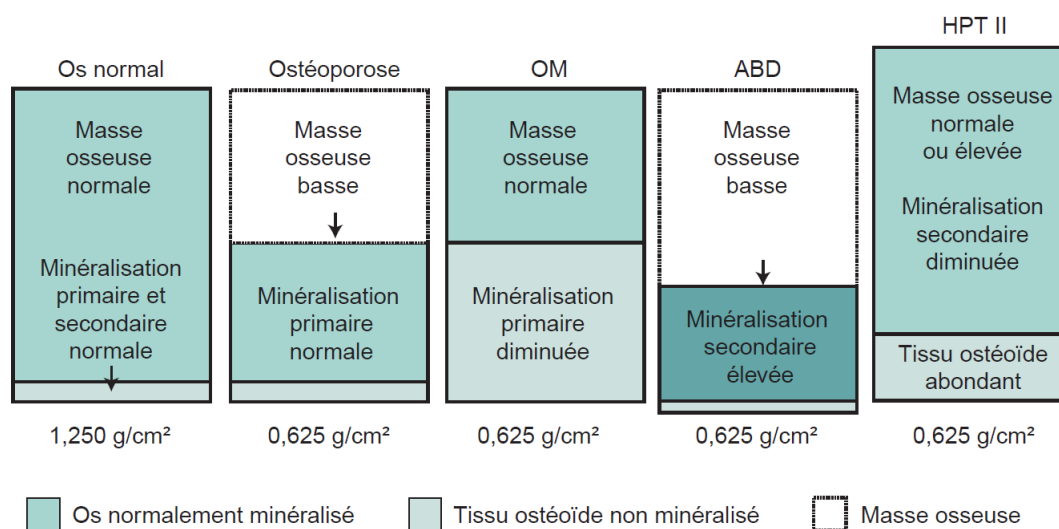 Os normal
Masse
osseuse
normale
Minéralisation
primaire et
secondaire
normale
1,250 g/cm²
Ostéoporose
Masse
osseuse
basse
Minéralisation
primaire
normale
0,625 g/cm²
OM
Masse
osseuse
normale
Minéralisation
primaire
diminuée
0,625 g/cm²
ABD
Masse
osseuse
basse
Minéralisation
secondaire
élevée
0,625 g/cm²
HPT II
Masse osseuse
normale
ou élevée
Minéralisation
secondaire
diminuée
Tissu ostéoïde
abondant
0,625 g/cm²
Os normalement minéralisé
Tissu ostéoïde non minéralisé
Masse osseuse